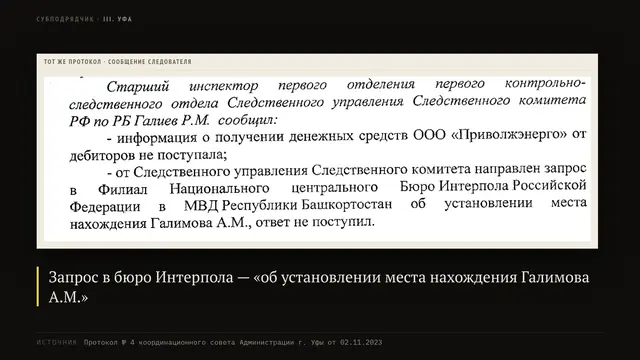 СУБПОДРЯДЧИК · III. УФА
ТОТ ЖЕ ПРОТОКОЛ · СООБЩЕНИЕ СЛЕДОВАТЕЛЯ
Старший инспектор первого отделения первого контрольно-
следственного отдела Следственного управления Следственного комитета
РФ по РБ Галиев Р.М. сообщил:
- информация о получении денежных средств ООО «Приволжэнерго» от
дебиторов не поступала;
- от Следственного управления Следственного комитета направлен запрос
в Филиал Национального центрального Бюро Интерпола Российской
Федерации в МВД Республики Башкортостан об установлении места
нахождения Галимова А.М., ответ не поступил.
Запрос в бюро Интерпола — «об установлении места нахождения Галимова
А.М.»
ИСТОЧНИК Протокол № 4 координационного совета Администрации г. Уфы от 02.11.2023